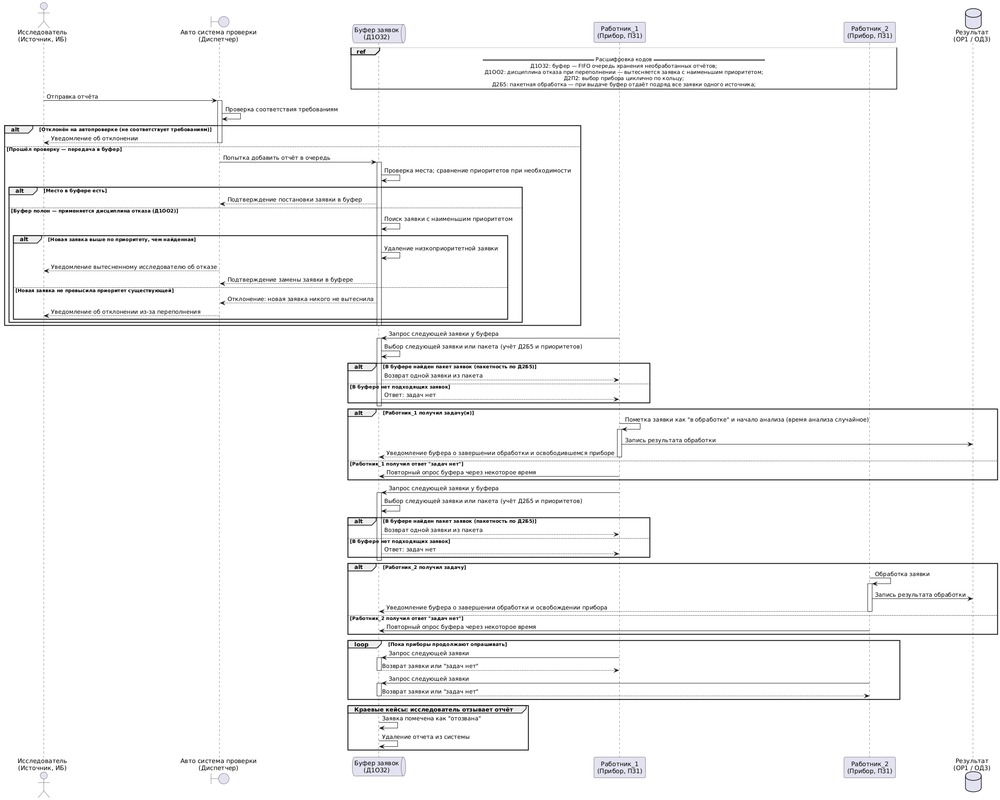 Исследователь
(Источник, ИБ)
Авто система проверки
(Диспетчер)
Буфер заявок
(Д1ОЗ2)
Работник_1
(Прибор, ПЗ1)
Работник_2
(Прибор, ПЗ1)
Результат
(ОР1 / ОД3)
ref
Расшифровка кодов
Д1ОЗ2: буфер — FIFO очередь хранения необработанных отчётов;
Д1ОО2: дисциплина отказа при переполнении — вытесняется заявка с наименьшим приоритетом;
Д2П2: выбор прибора циклично по кольцу;
Д2Б5: пакетная обработка — при выдаче буфер отдаёт подряд все заявки одного источника;
Отправка отчёта
Проверка соответствия требованиям
alt [Отклонён на автопроверке (не соответствует требованиям)]
Уведомление об отклонении
[Прошёл проверку — передача в буфер]
Попытка добавить отчёт в очередь
Проверка места; сравнение приоритетов при необходимости
alt [Место в буфере есть]
Подтверждение постановки заявки в буфер
[Буфер полон — применяется дисциплина отказа (Д1ОО2)]
Поиск заявки с наименьшим приоритетом
alt [Новая заявка выше по приоритету, чем найденная]
Удаление низкоприоритетной заявки
Уведомление вытесненному исследователю об отказе
Подтверждение замены заявки в буфере
[Новая заявка не превысила приоритет существующей]
Отклонение: новая заявка никого не вытеснила
Уведомление об отклонении из-за переполнения
Запрос следующей заявки у буфера
Выбор следующей заявки или пакета (учёт Д2Б5 и приоритетов)
alt [В буфере найден пакет заявок (пакетность по Д2Б5)]
Возврат одной заявки из пакета
[В буфере нет подходящих заявок]
Ответ: задач нет
alt [Работник_1 получил задачу(и)]
Пометка заявки как "в обработке" и начало анализа (время анализа случайное)
Запись результата обработки
Уведомление буфера о завершении обработки и освободившемся приборе
[Работник_1 получил ответ "задач нет"]
Повторный опрос буфера через некоторое время
Запрос следующей заявки у буфера
Выбор следующей заявки или пакета (учёт Д2Б5 и приоритетов)
alt [В буфере найден пакет заявок (пакетность по Д2Б5)]
Возврат одной заявки из пакета
[В буфере нет подходящих заявок]
Ответ: задач нет
alt [Работник_2 получил задачу]
Обработка заявки
Запись результата обработки
Уведомление буфера о завершении обработки и освобождении прибора
[Работник_2 получил ответ "задач нет"]
Повторный опрос буфера через некоторое время
loop [Пока приборы продолжают опрашивать]
Запрос следующей заявки
Возврат заявки или "задач нет"
Запрос следующей заявки
Возврат заявки или "задач нет"
Краевые кейсы: исследователь отзывает отчёт
Заявка помечена как "отозвана"
Удаление отчета из системы
Исследователь
(Источник, ИБ)
Авто система проверки
(Диспетчер)
Буфер заявок
(Д1ОЗ2)
Работник_1
(Прибор, ПЗ1)
Работник_2
(Прибор, ПЗ1)
Результат
(ОР1 / ОД3)